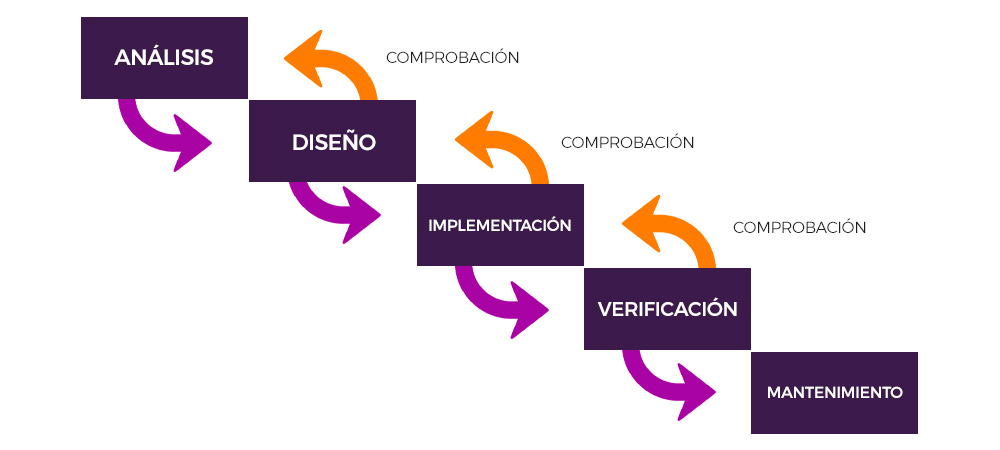 ANÁLISIS
COMPROBACIÓN
DISEÑO
COMPROBACIÓN
IMPLEMENTACIÓN
COMPROBACIÓN
VERIFICACIÓN
MANTENIMIENTO